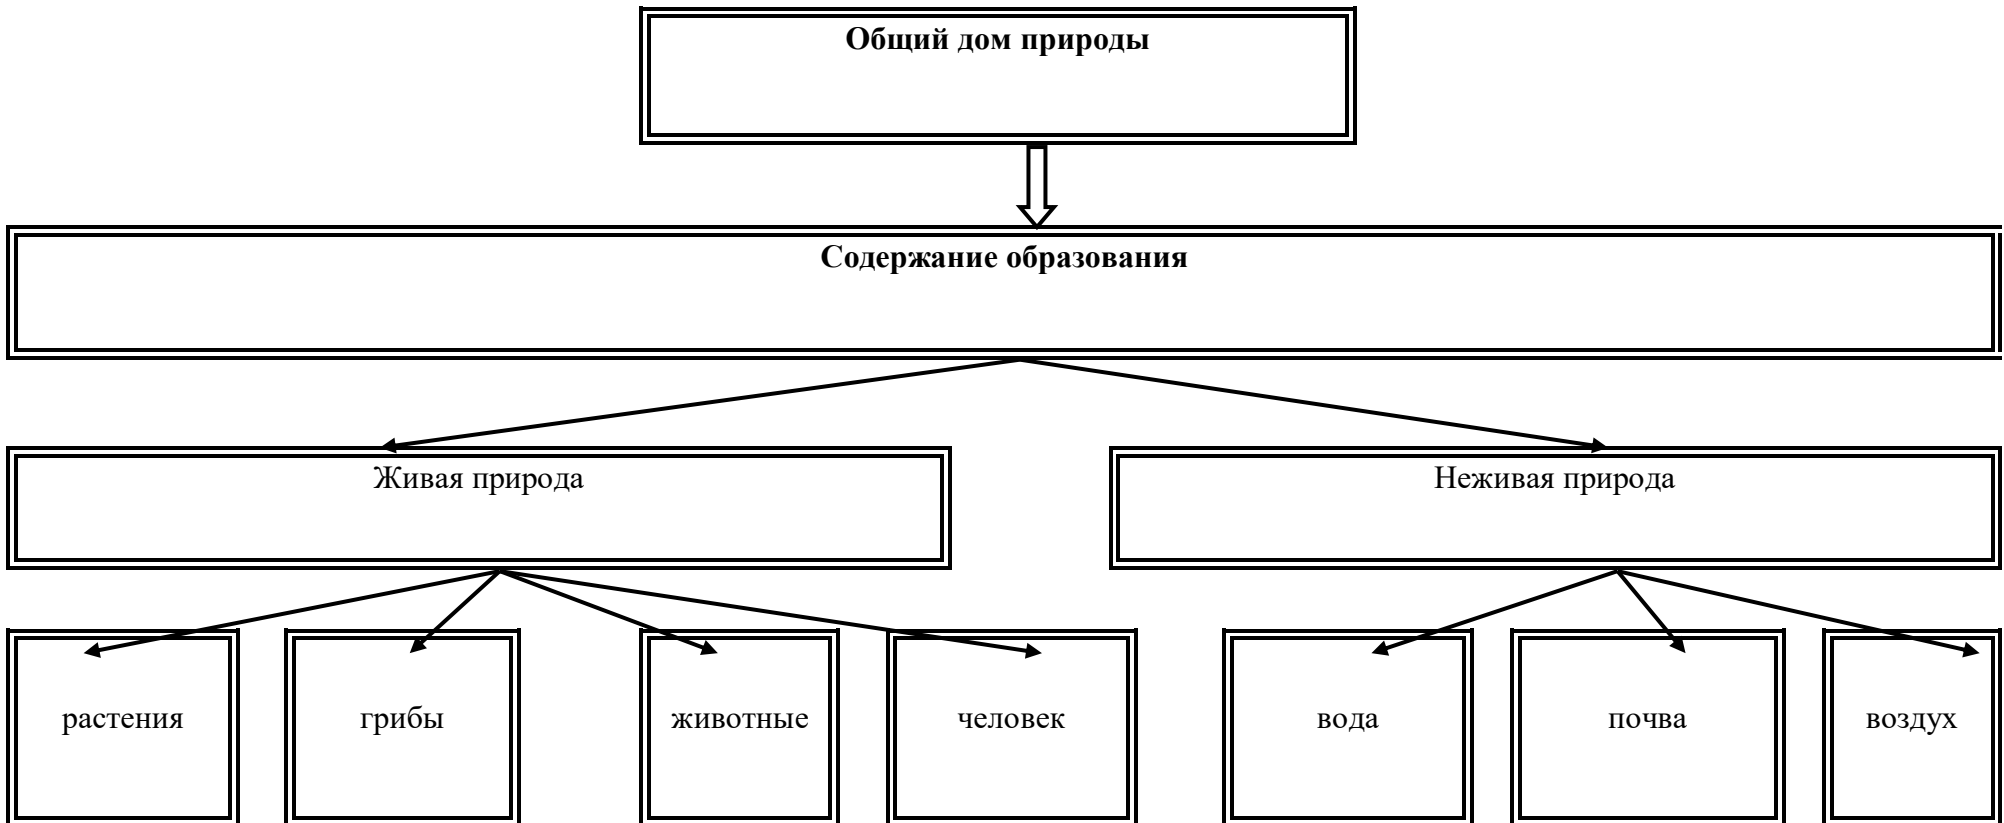 Общий дом природы
Содержание образования
Живая природа
Неживая природа
растения
грибы
животные
человек
вода
почва
воздух